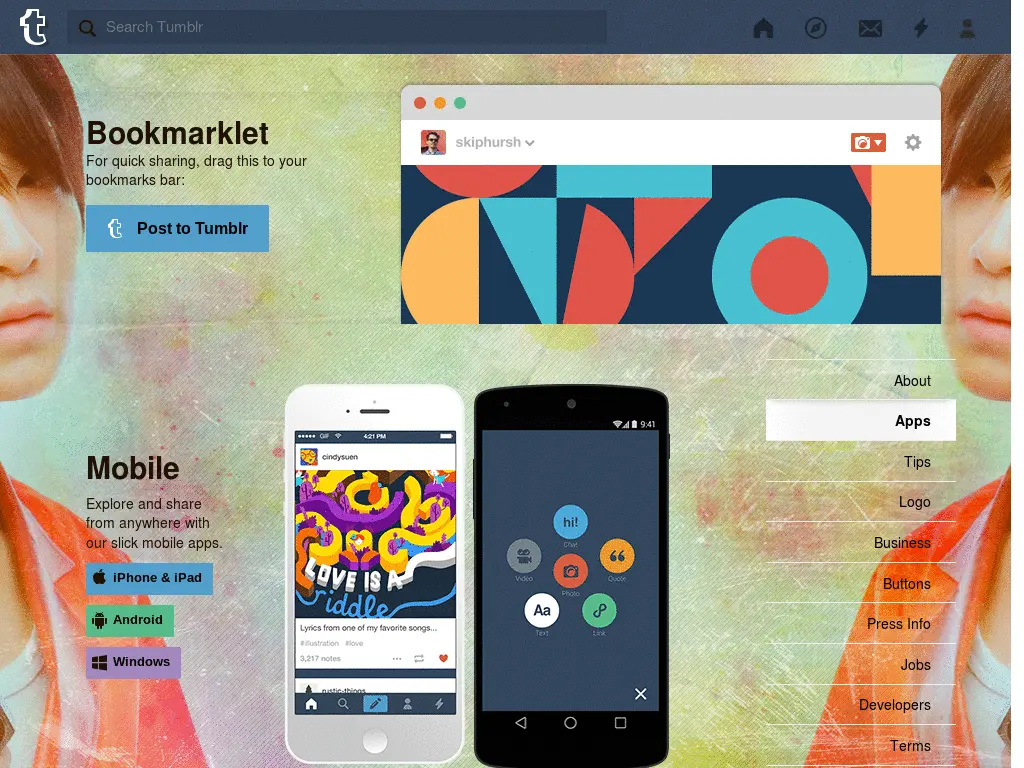 t
Search Tumblr
Bookmarklet
For quick sharing, drag this to your
bookmarks bar:
t Post to Tumblr
skiphursh
Mobile
Explore and share
from anywhere with
our slick mobile apps.
iPhone & iPad
Android
Windows
GIF 4:21 PM
cindysuen
LOVE IS A
riddle
Lyrics from one of my favorite songs...
#illustration #love
3,217 notes
rustic-things
9:41
hi!
Chat
Video
Quote
Photo
Aa
Text
Link
About
Apps
Tips
Logo
Business
Buttons
Press Info
Jobs
Developers
Terms